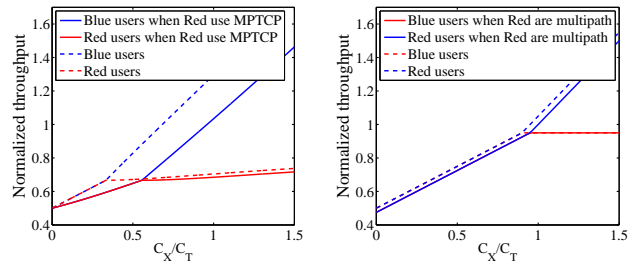 Blue users when Red use MPTCP
Red users when Red use MPTCP
Blue users
Red users
Normalized throughput
1.6
1.4
1.2
1
0.8
0.6
0.4
0
0.5
1
1.5
C_X/C_T
Blue users when Red are multipath
Red users when Red are multipath
Blue users
Red users
Normalized throughput
1.6
1.4
1.2
1
0.8
0.6
0.4
0
0.5
1
1.5
C_X/C_T